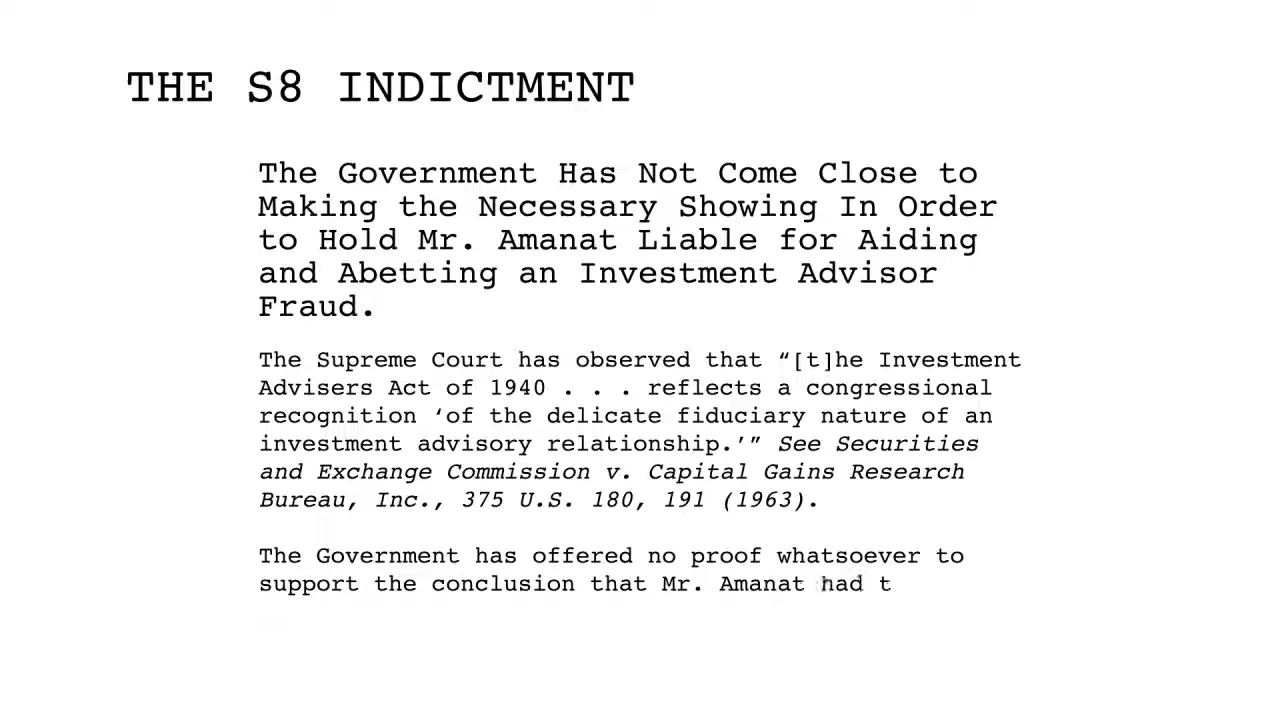 THE S8 INDICTMENT
The Government Has Not Come Close to
Making the Necessary Showing In Order
to Hold Mr. Amanat Liable for Aiding
and Abetting an Investment Advisor
Fraud.
The Supreme Court has observed that “[t]he Investment
Advisers Act of 1940 . . . reflects a congressional
recognition ‘of the delicate fiduciary nature of an
investment advisory relationship.’” See Securities
and Exchange Commission v. Capital Gains Research
Bureau, Inc., 375 U.S. 180, 191 (1963).
The Government has offered no proof whatsoever to
support the conclusion that Mr. Amanat had t